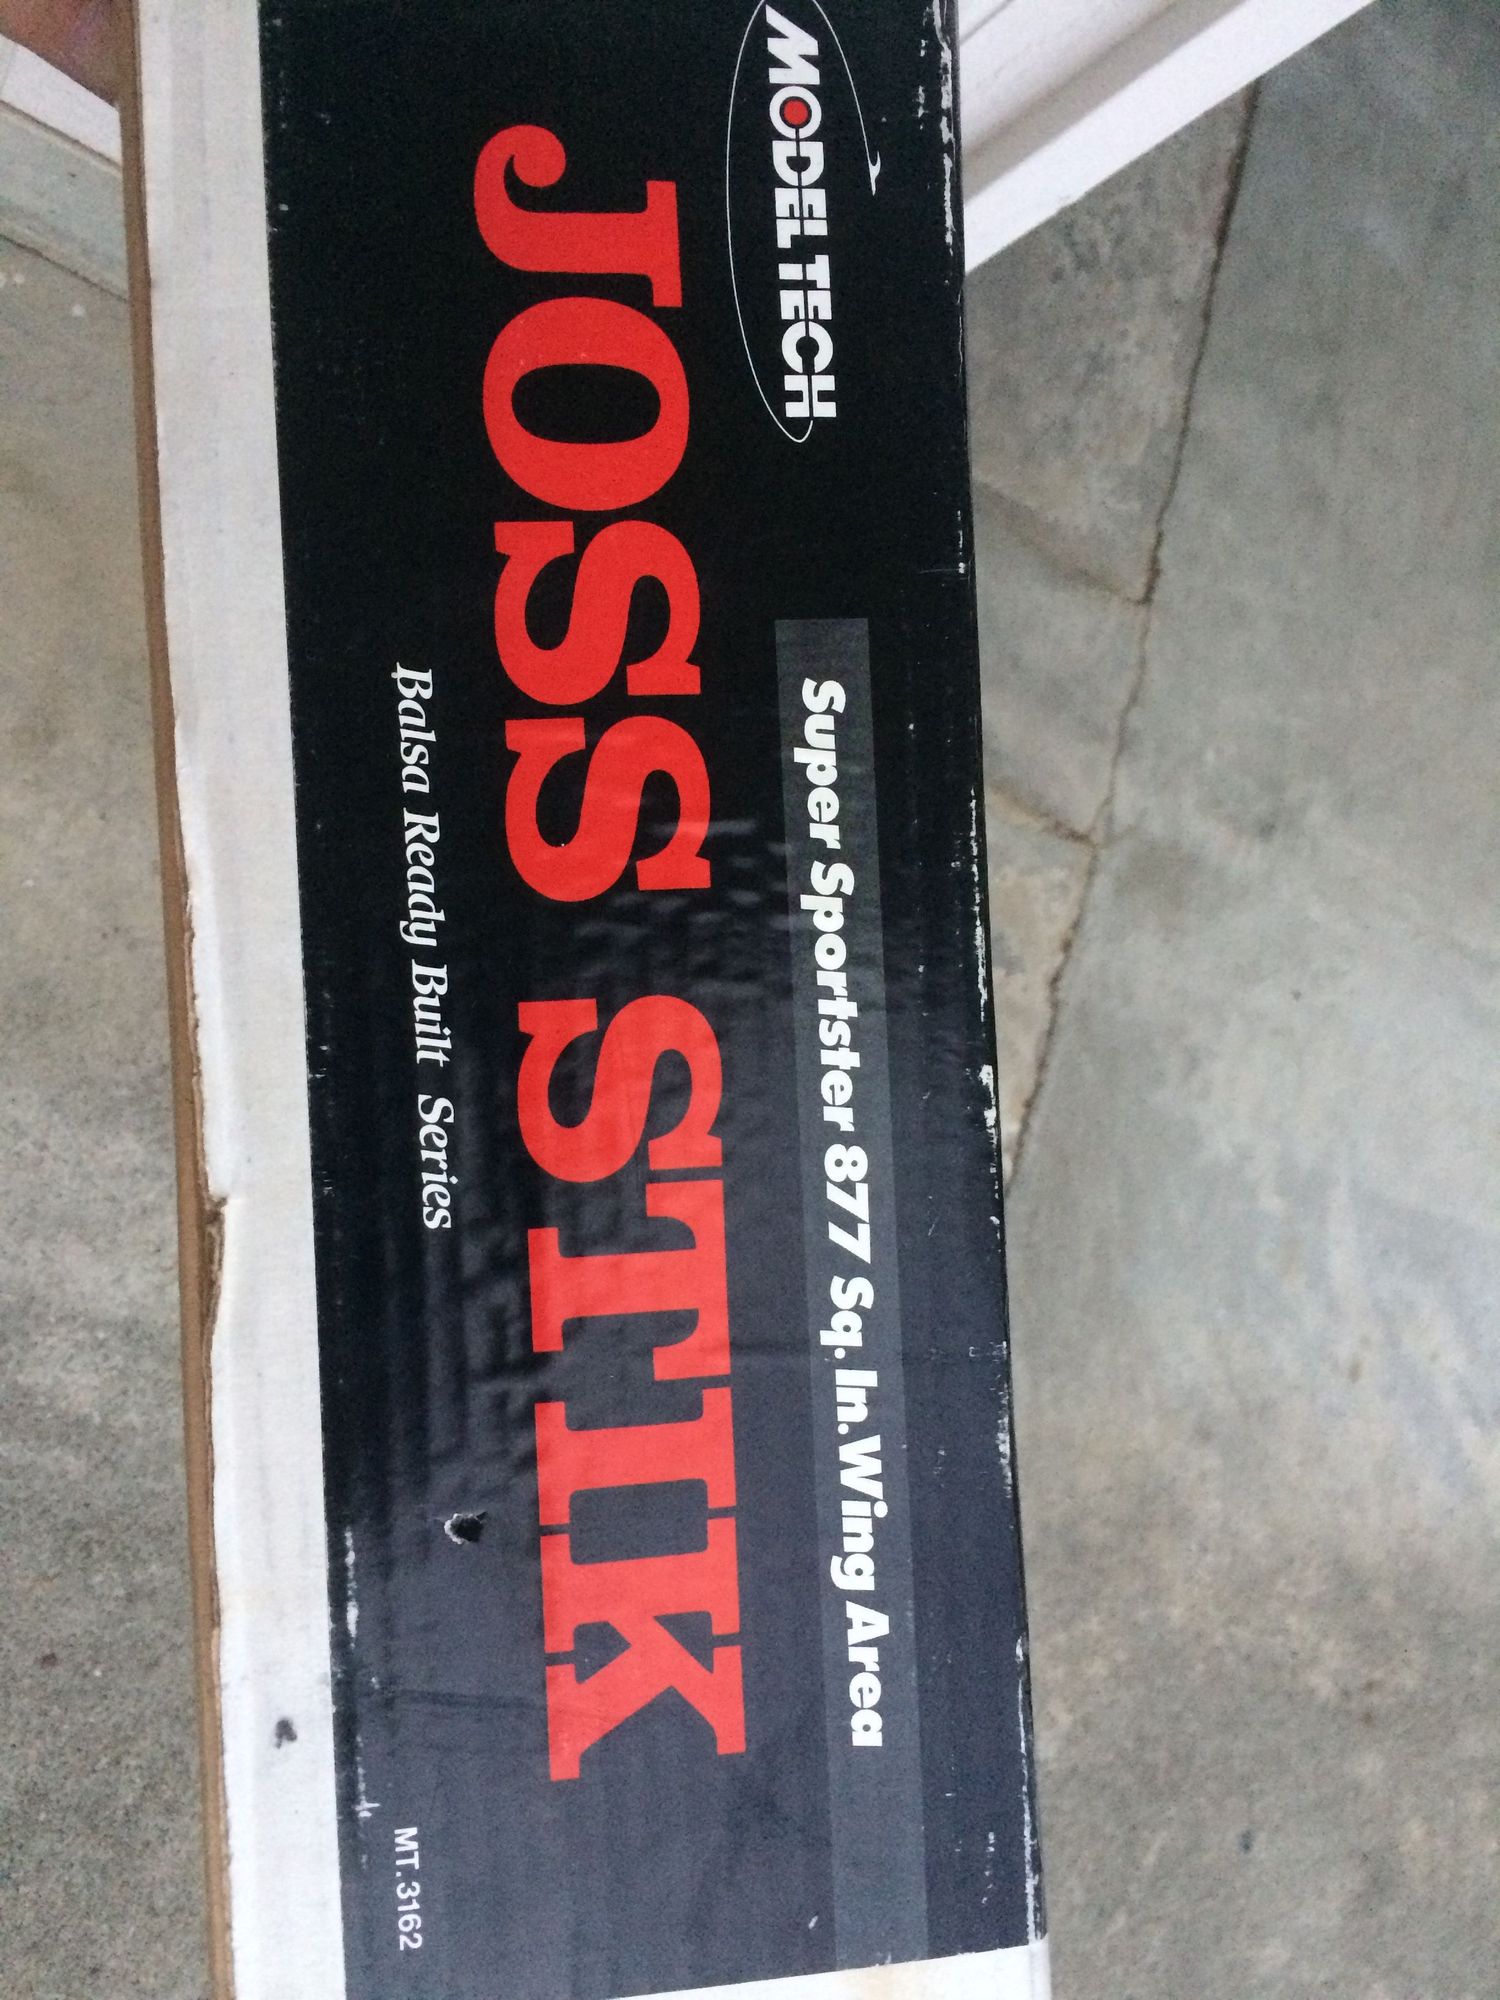 MODEL TECH
Super Sportster 877 Sq. In. Wing Area
JOSS STIK
Balsa Ready Built Series
MT.3162